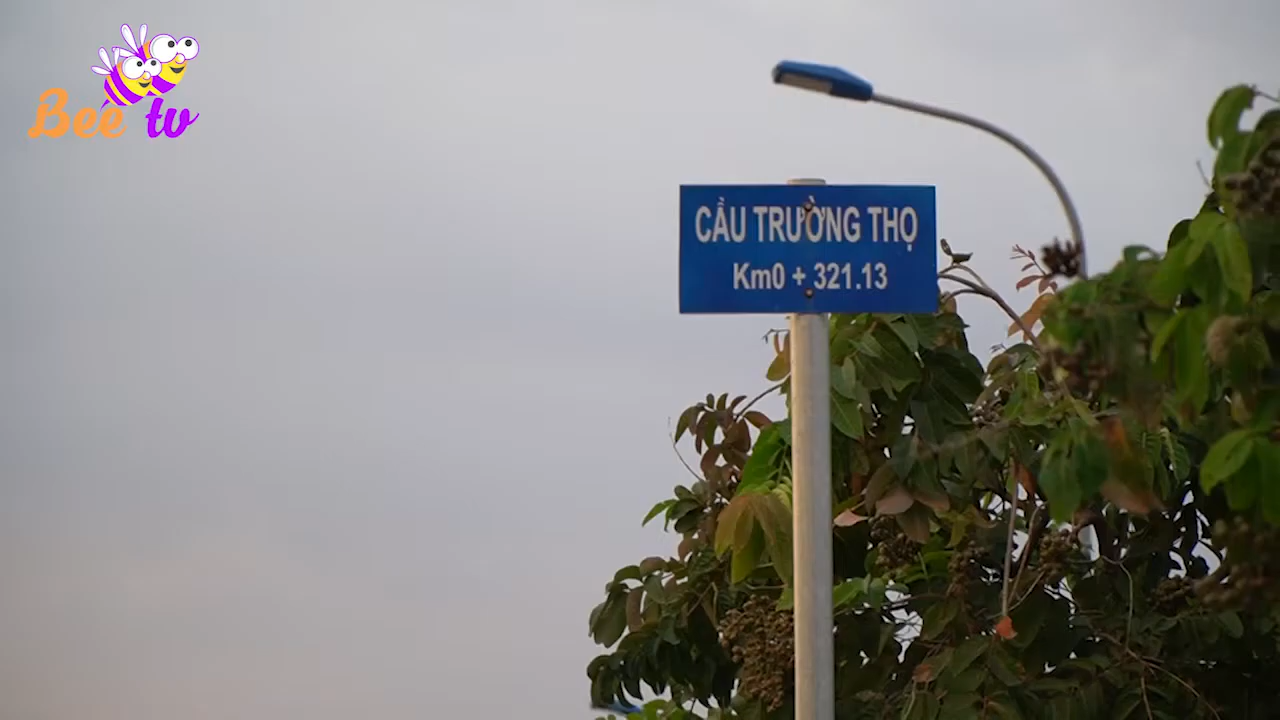 Bee tv
CẦU TRƯỜNG THỌ
Km0 + 321.13